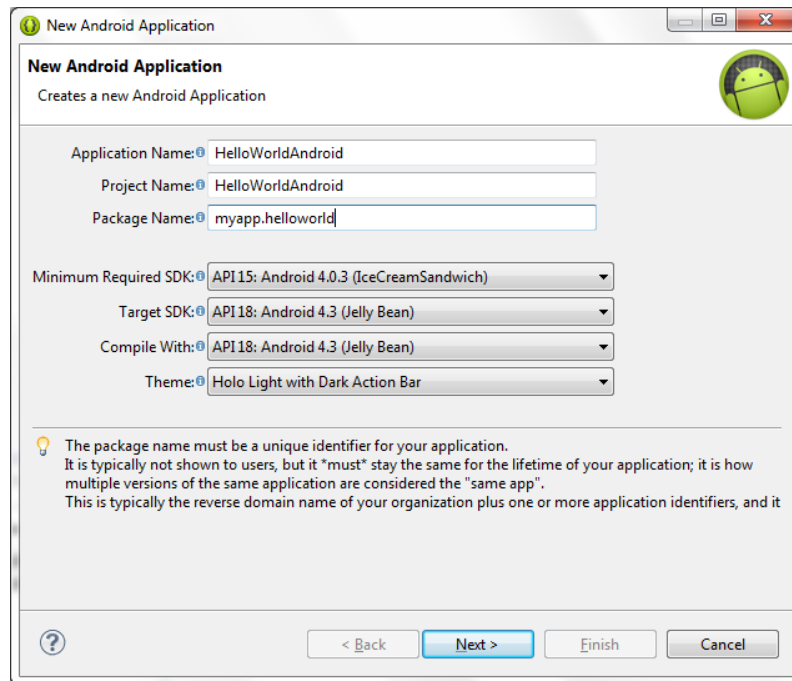 New Android Application
New Android Application
Creates a new Android Application
Application Name: HelloWorldAndroid
Project Name: HelloWorldAndroid
Package Name: myapp.helloworld
Minimum Required SDK: API 15: Android 4.0.3 (IceCreamSandwich)
Target SDK: API 18: Android 4.3 (Jelly Bean)
Compile With: API 18: Android 4.3 (Jelly Bean)
Theme: Holo Light with Dark Action Bar
The package name must be a unique identifier for your application.
It is typically not shown to users, but it *must* stay the same for the lifetime of your application; it is how
multiple versions of the same application are considered the "same app".
This is typically the reverse domain name of your organization plus one or more application identifiers, and it
? < Back Next > Finish Cancel